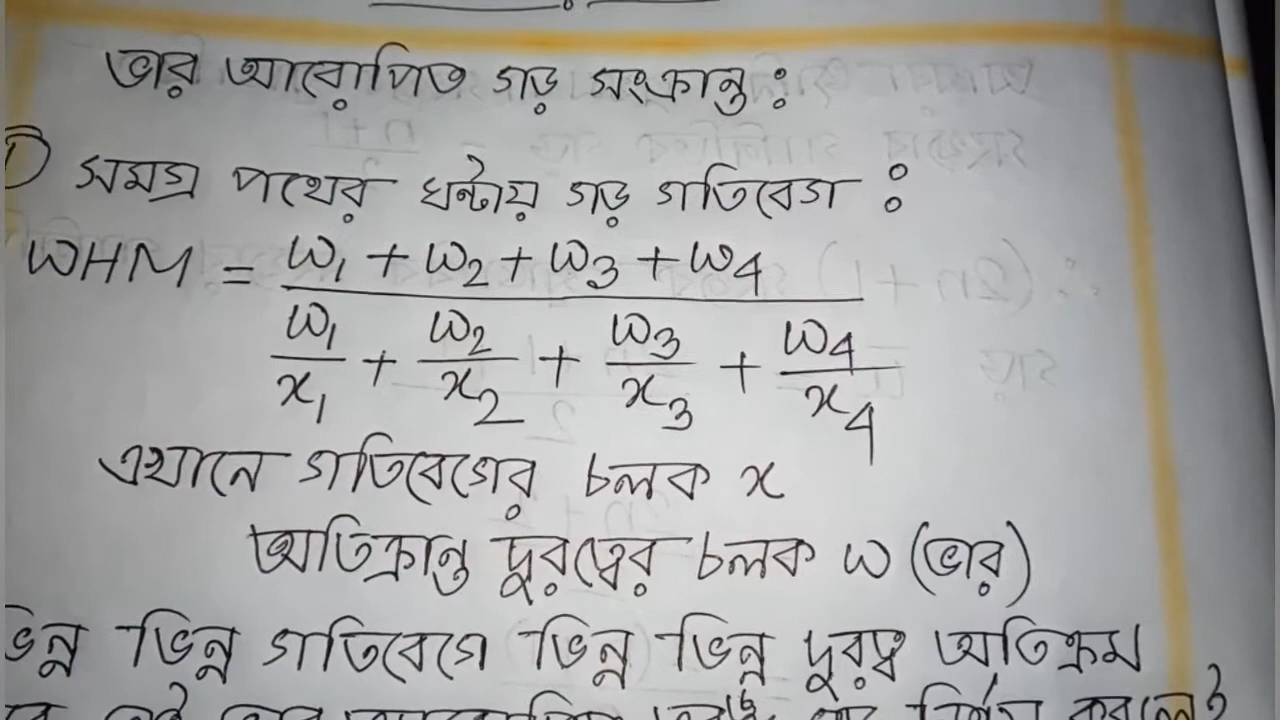 ভার আরোপিত গড় সংক্রান্ত :
① সমগ্র পথের ঘন্টায় গড় গতিবেগ :
WHM = (w₁ + w₂ + w₃ + w₄) / (w₁/x₁ + w₂/x₂ + w₃/x₃ + w₄/x₄)
এখানে গতিবেগের চলক x
অতিক্রান্ত দুরত্বের চলক w (ভার)
ভিন্ন ভিন্ন গতিবেগে ভিন্ন ভিন্ন দুরত্ব অতিক্রম